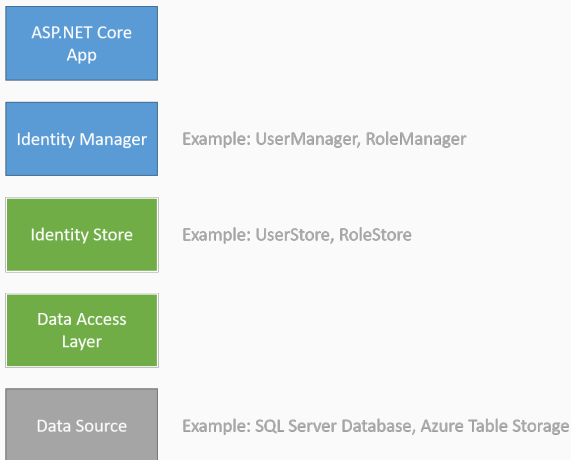 ASP.NET Core
App
Identity Manager
Example: UserManager, RoleManager
Identity Store
Example: UserStore, RoleStore
Data Access
Layer
Data Source
Example: SQL Server Database, Azure Table Storage